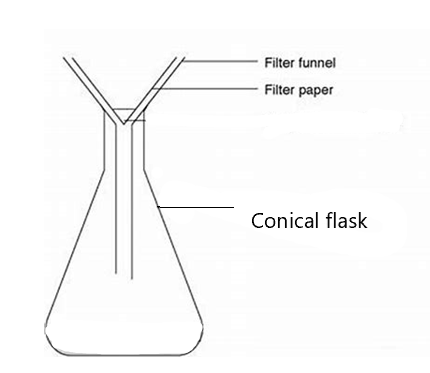 Filter funnel
Filter paper
Conical flask